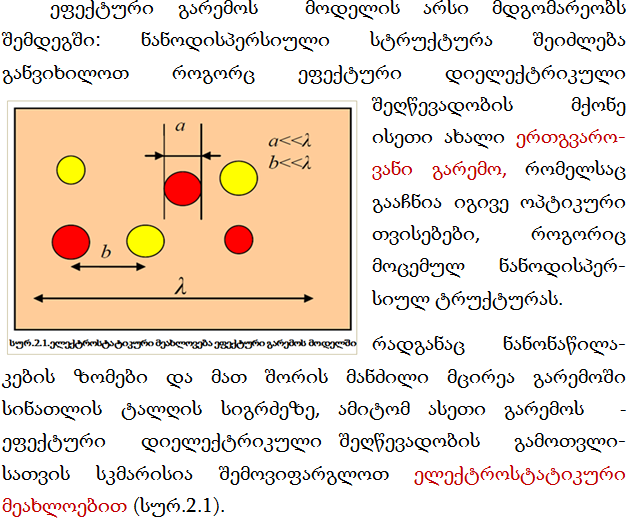 ეფექტური გარემოს მოდელის არსი მდგომარეობს
შემდეგში: ნანოდისპერსიული სტრუქტურა შეიძლება
განვიხილოთ როგორც ეფექტური დიელექტრიკული
შეღწევადობის მქონე
ისეთი ახალი ერთგვარო-
ვანი გარემო, რომელსაც
გააჩნია იგივე ოპტიკური
თვისებები, როგორიც
მოცემულ ნანოდისპერ-
სიულ ტრუქტურას.
a
a<<λ
b<<λ
b
λ
სურ.2.1.ელექტროსტატიკური მეახლოვება ეფექტური გარემოს მოდელში
რადგანაც ნანონაწილა-
კების ზომები და მათ შორის მანძილი მცირეა გარემოში
სინათლის ტალღის სიგრძეზე, ამიტომ ასეთი გარემოს -
ეფექტური დიელექტრიკული შეღწევადობის გამოთვლი-
სათვის სკმარისია შემოვიფარგლოთ ელექტროსტატიკური
მეახლოებით (სურ.2.1).